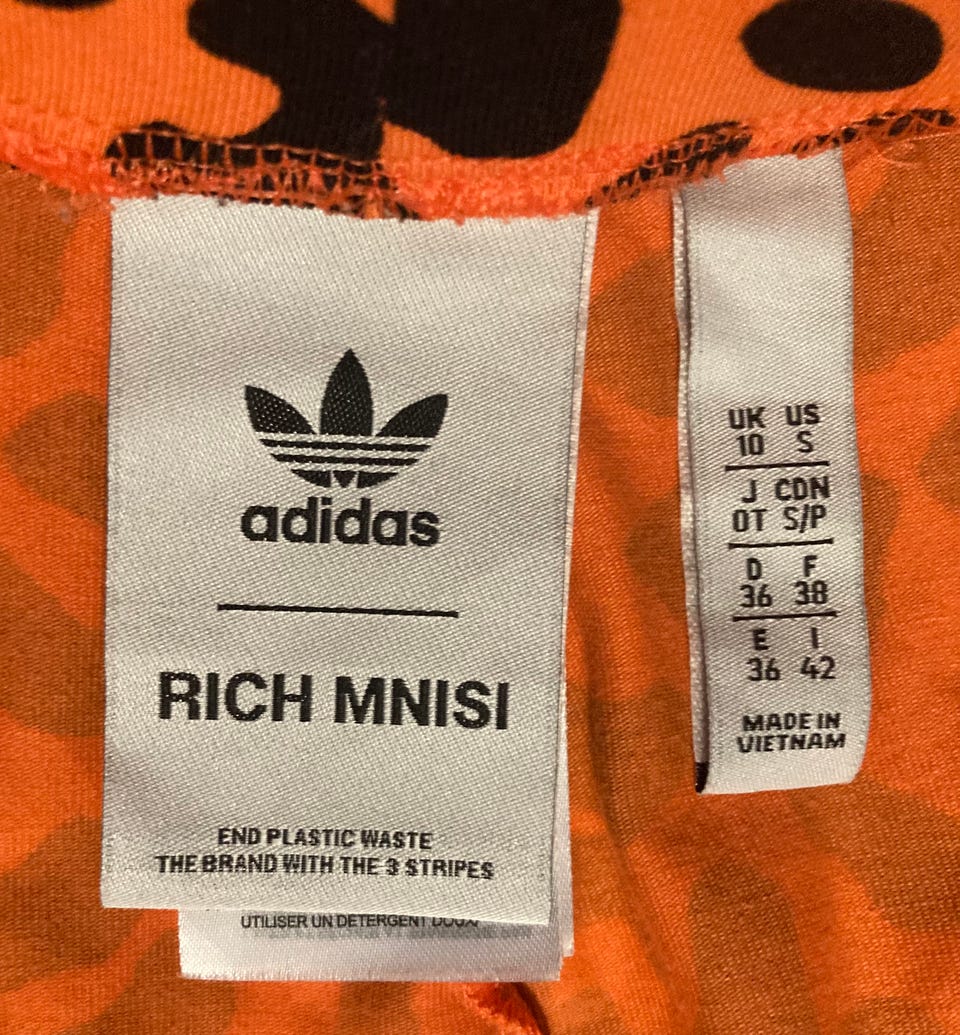 adidas
RICH MNISI
END PLASTIC WASTE
THE BRAND WITH THE 3 STRIPES
UTILISER UN DETERGENT DOUX
UK US
10 S
J CDN
OT S/P
D F
36 38
E I
36 42
MADE IN
VIETNAM